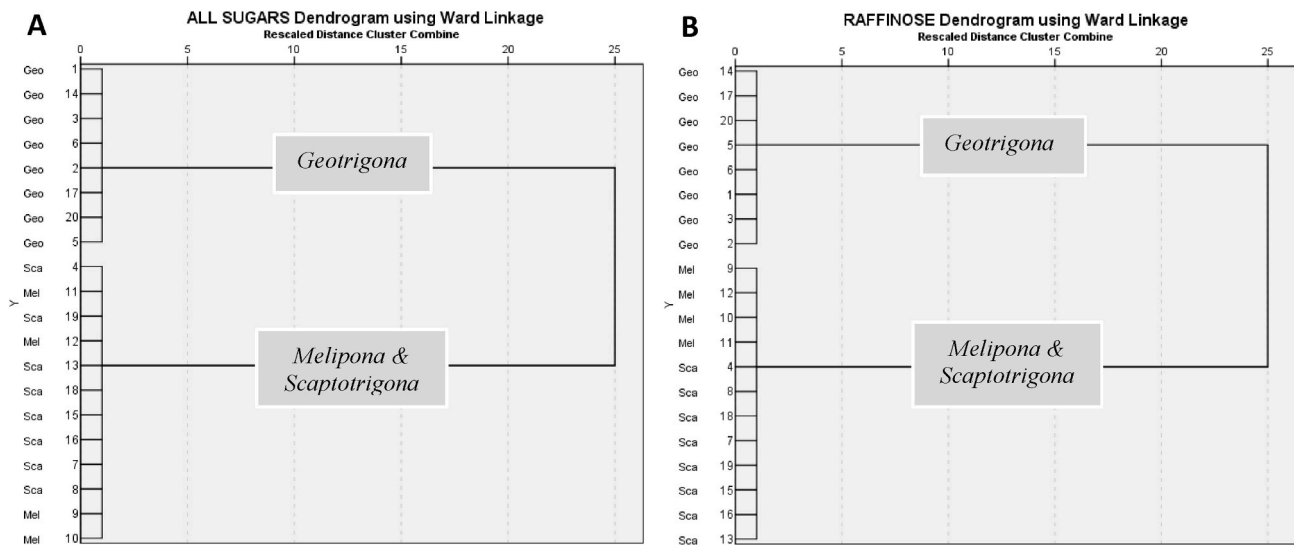 A
ALL SUGARS Dendrogram using Ward Linkage
Rescaled Distance Cluster Combine
0 5 10 15 20 25
Geo 1
Geo 14
Geo 3
Geo 6
Geo 2
Geo 17
Geo 20
Geo 5
Sca 4
Mel 11
Sca 19
Mel 12
Sca 13
Sca 18
Sca 15
Sca 16
Sca 7
Sca 8
Mel 9
Mel 10
Y
Geotrigona
Melipona &
Scaptotrigona
B
RAFFINOSE Dendrogram using Ward Linkage
Rescaled Distance Cluster Combine
0 5 10 15 20 25
Geo 14
Geo 17
Geo 20
Geo 5
Geo 6
Geo 1
Geo 3
Geo 2
Mel 9
Mel 12
Mel 10
Mel 11
Sca 4
Sca 8
Sca 18
Sca 7
Sca 19
Sca 15
Sca 16
Sca 13
Y
Geotrigona
Melipona &
Scaptotrigona